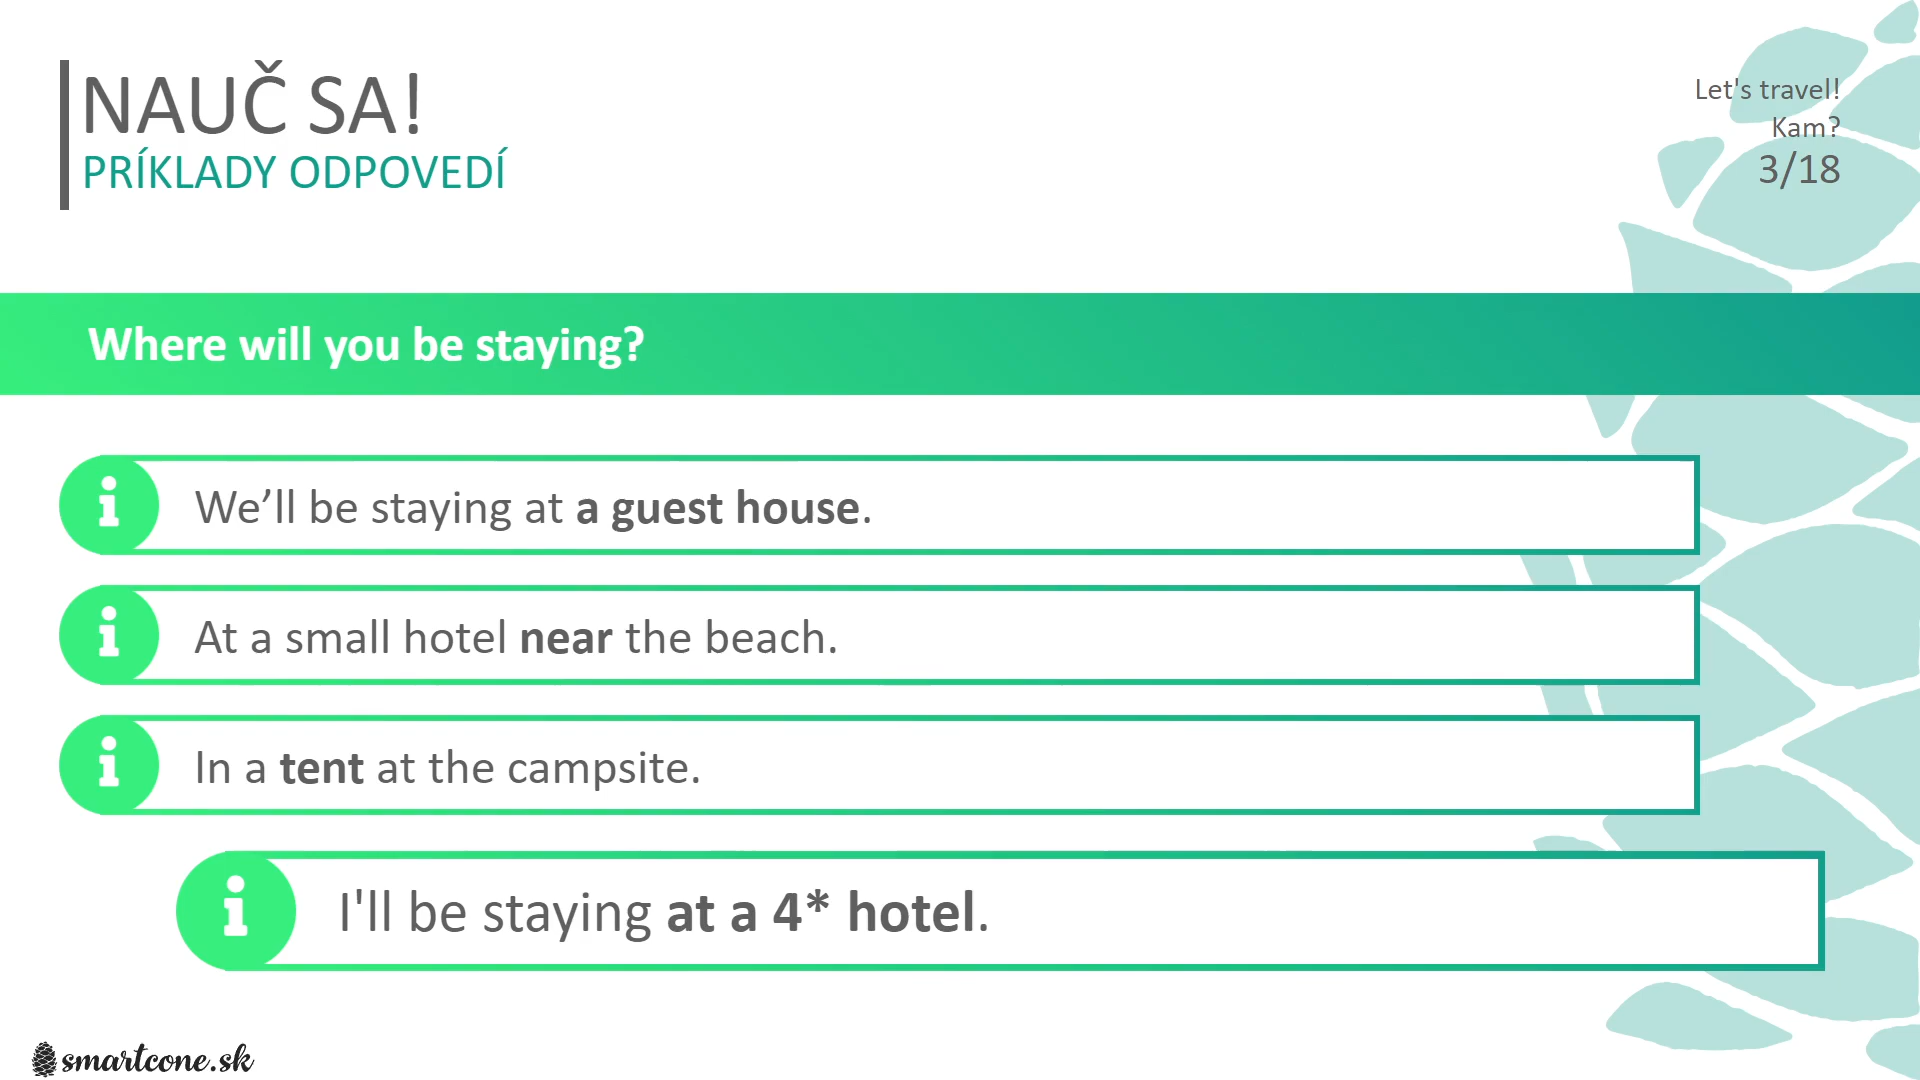 NAUČ SA!
PRÍKLADY ODPOVEDÍ
Let's travel!
Kam?
3/18
Where will you be staying?
We’ll be staying at a guest house.
At a small hotel near the beach.
In a tent at the campsite.
I'll be staying at a 4* hotel.
smartcone.sk